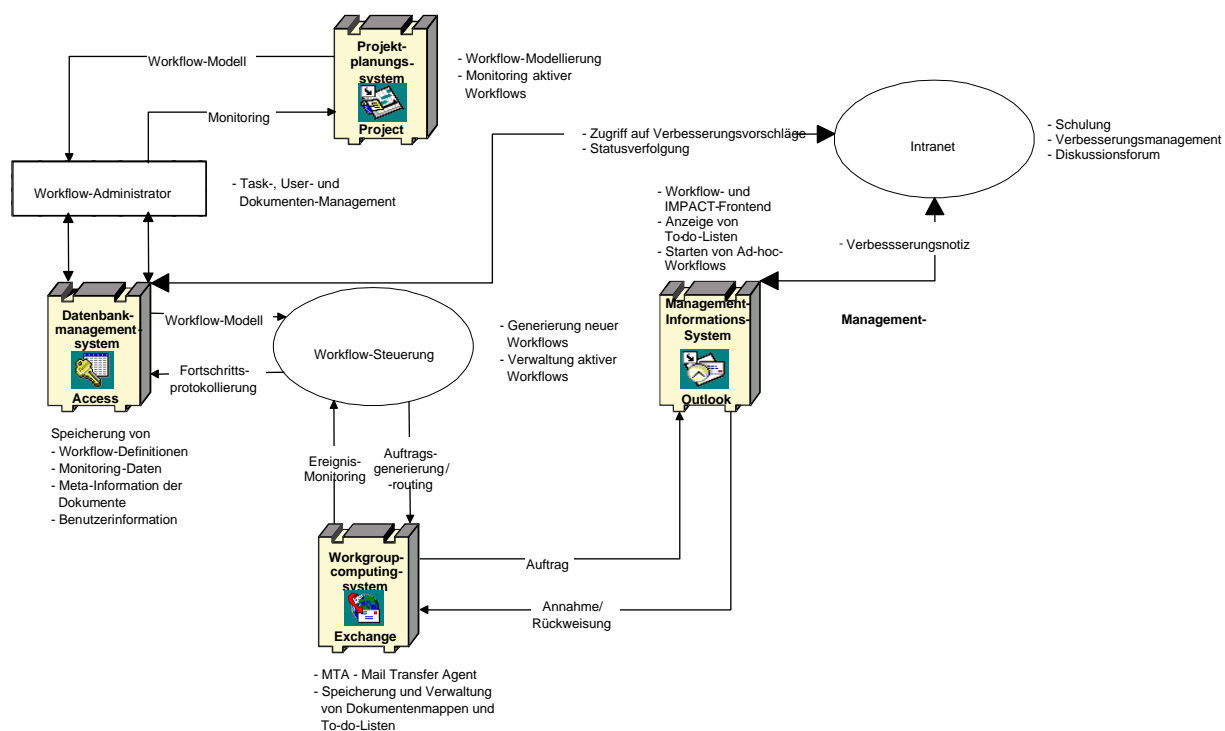 Projekt-
planungs-
system
Project
- Workflow-Modellierung
- Monitoring aktiver
Workflows
Workflow-Modell
Monitoring
Workflow-Administrator
- Task-, User- und
Dokumenten-Management
- Zugriff auf Verbesserungsvorschläge
- Statusverfolgung
Intranet
- Schulung
- Verbesserungsmanagement
- Diskussionsforum
- Workflow- und
IMPACT-Frontend
- Anzeige von
To-do-Listen
- Starten von Ad-hoc-
Workflows
- Verbessserungsnotiz
Datenbank-
management-
system
Access
Workflow-Modell
Fortschritts-
protokollierung
Workflow-Steuerung
- Generierung neuer
Workflows
- Verwaltung aktiver
Workflows
Management-
Informations-
System
Outlook
Management-
Speicherung von
- Workflow-Definitionen
- Monitoring-Daten
- Meta-Information der
Dokumente
- Benutzerinformation
Ereignis-
Monitoring
Auftrags-
generierung/
-routing
Workgroup-
computing-
system
Exchange
Auftrag
Annahme/
Rückweisung
- MTA - Mail Transfer Agent
- Speicherung und Verwaltung
von Dokumentenmappen und
To-do-Listen